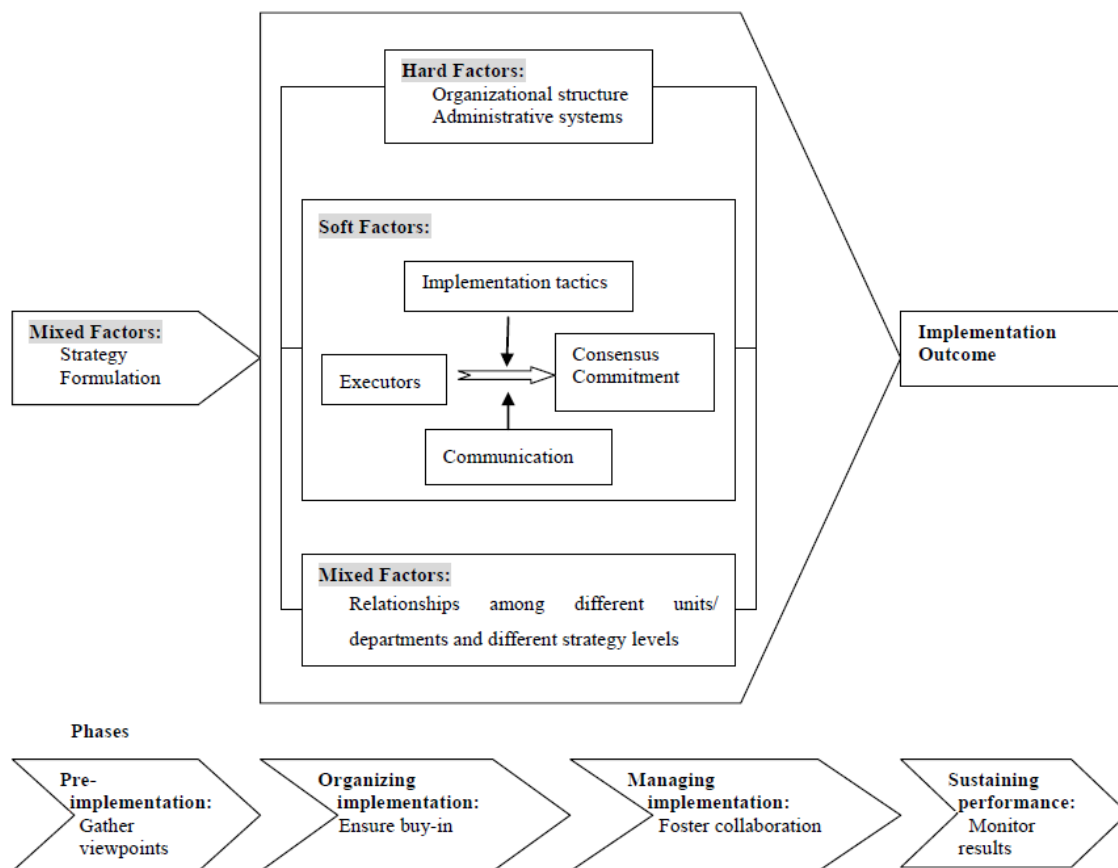 Hard Factors:
Organizational structure
Administrative systems
Soft Factors:
Implementation tactics
Mixed Factors:
Strategy
Formulation
Executors
Consensus
Commitment
Communication
Implementation
Outcome
Mixed Factors:
Relationships among different units/
departments and different strategy levels
Phases
Pre-
implementation:
Gather
viewpoints
Organizing
implementation:
Ensure buy-in
Managing
implementation:
Foster collaboration
Sustaining
performance:
Monitor
results